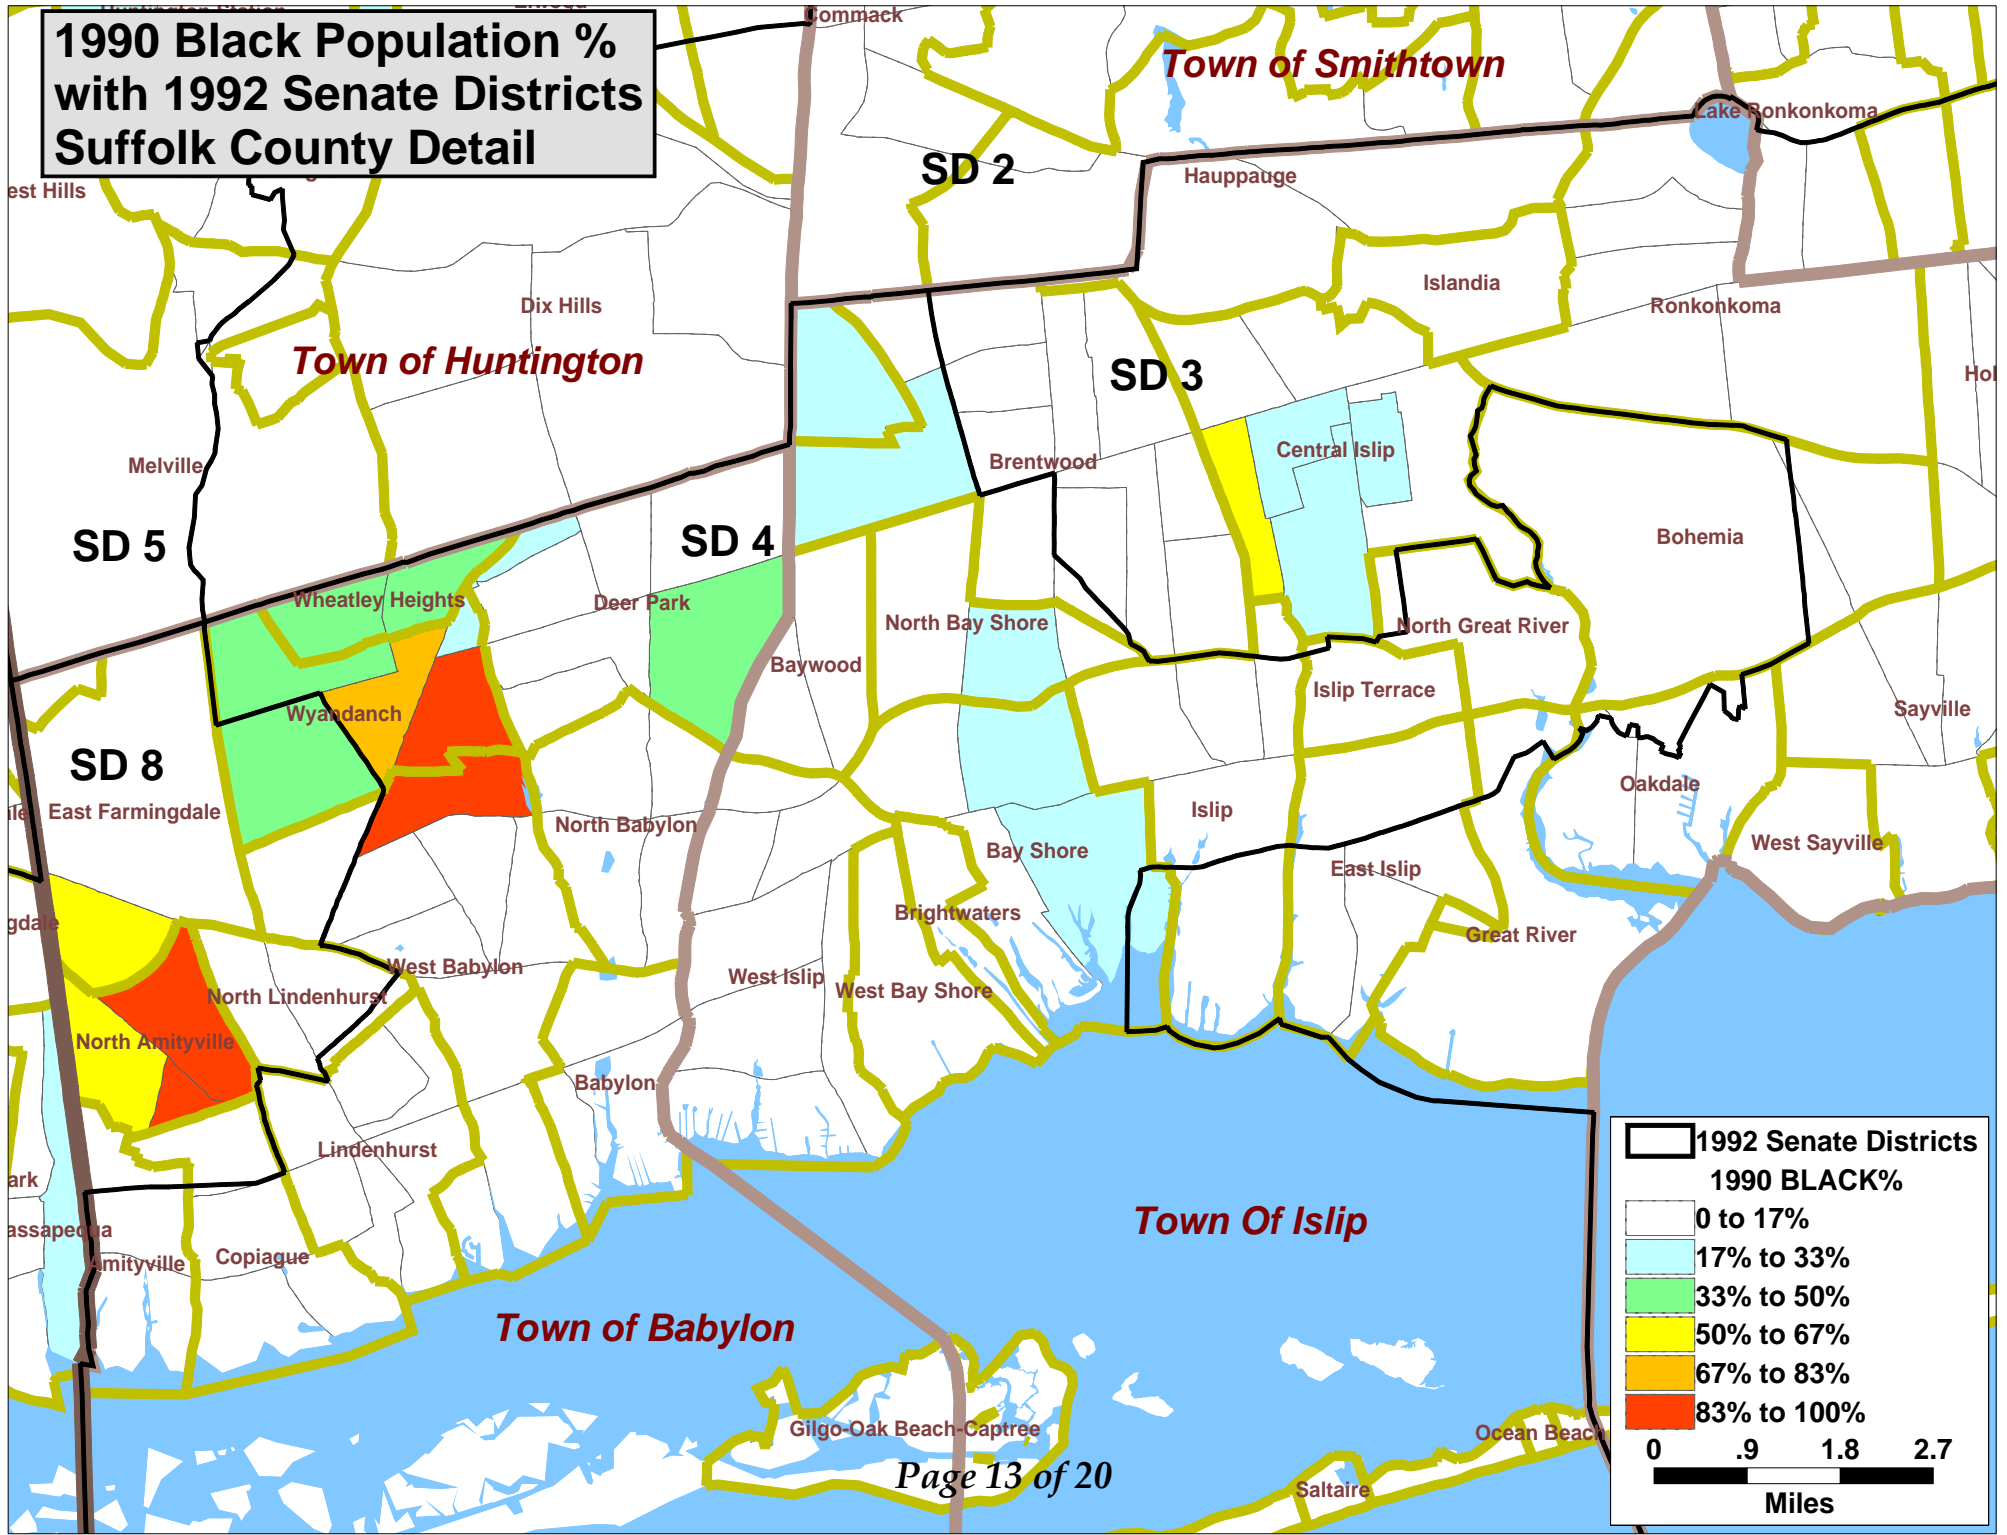 1990 Black Population %
with 1992 Senate Districts
Suffolk County Detail
Commack
Town of Smithtown
Lake Ronkonkoma
SD 2
Hauppauge
est Hills
Islandia
Dix Hills
Ronkonkoma
Town of Huntington
SD 3
Hol
Melville
Brentwood
Central Islip
SD 5
SD 4
Bohemia
Wheatley Heights
Deer Park
North Bay Shore
North Great River
Baywood
Islip Terrace
Wyandanch
Sayville
SD 8
Oakdale
East Farmingdale
Islip
North Babylon
West Sayville
Bay Shore
East Islip
gdale
Brightwaters
Great River
West Babylon
West Islip
West Bay Shore
North Lindenhurst
North Amityville
Babylon
Lindenhurst
ark
assapequa
Amityville
Copiague
Town Of Islip
Town of Babylon
Gilgo-Oak Beach-Captree
Ocean Beach
Saltaire
Page 13 of 20
1992 Senate Districts
1990 BLACK%
0 to 17%
17% to 33%
33% to 50%
50% to 67%
67% to 83%
83% to 100%
0 .9 1.8 2.7
Miles